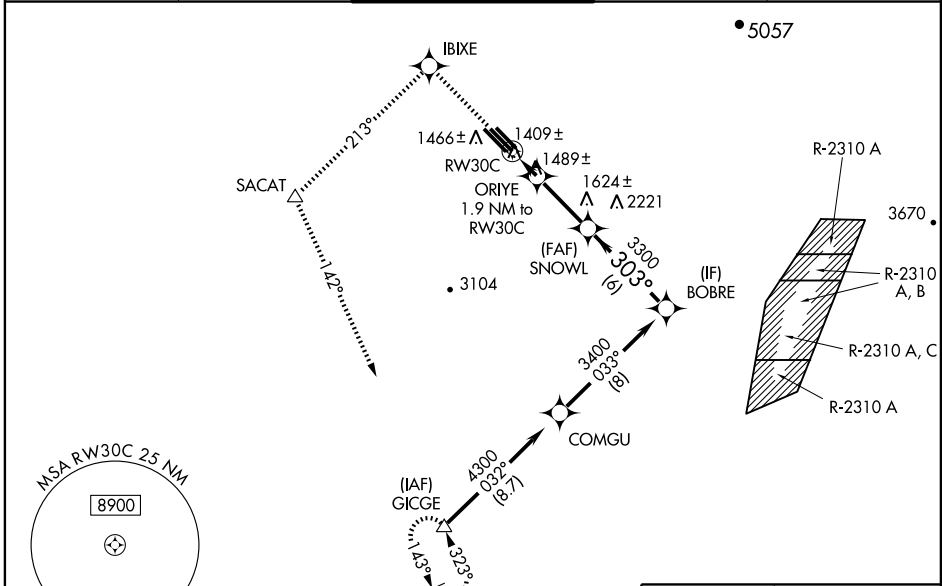 5057
IBIXE
213°
1466±
1409±
RW30C
1489±
R-2310 A
SACAT
ORIYE
1.9 NM to
RW30C
1624±
2221
3670
(FAF)
SNOWL
3300
303°
(6)
142°
3104
(IF)
BOBRE
R-2310
A, B
R-2310 A, C
3400
033°
(8)
R-2310 A
COMGU
MSA RW30C 25 NM
8900
(IAF)
GICGE
4300
032°
(8.7)
143°
323°